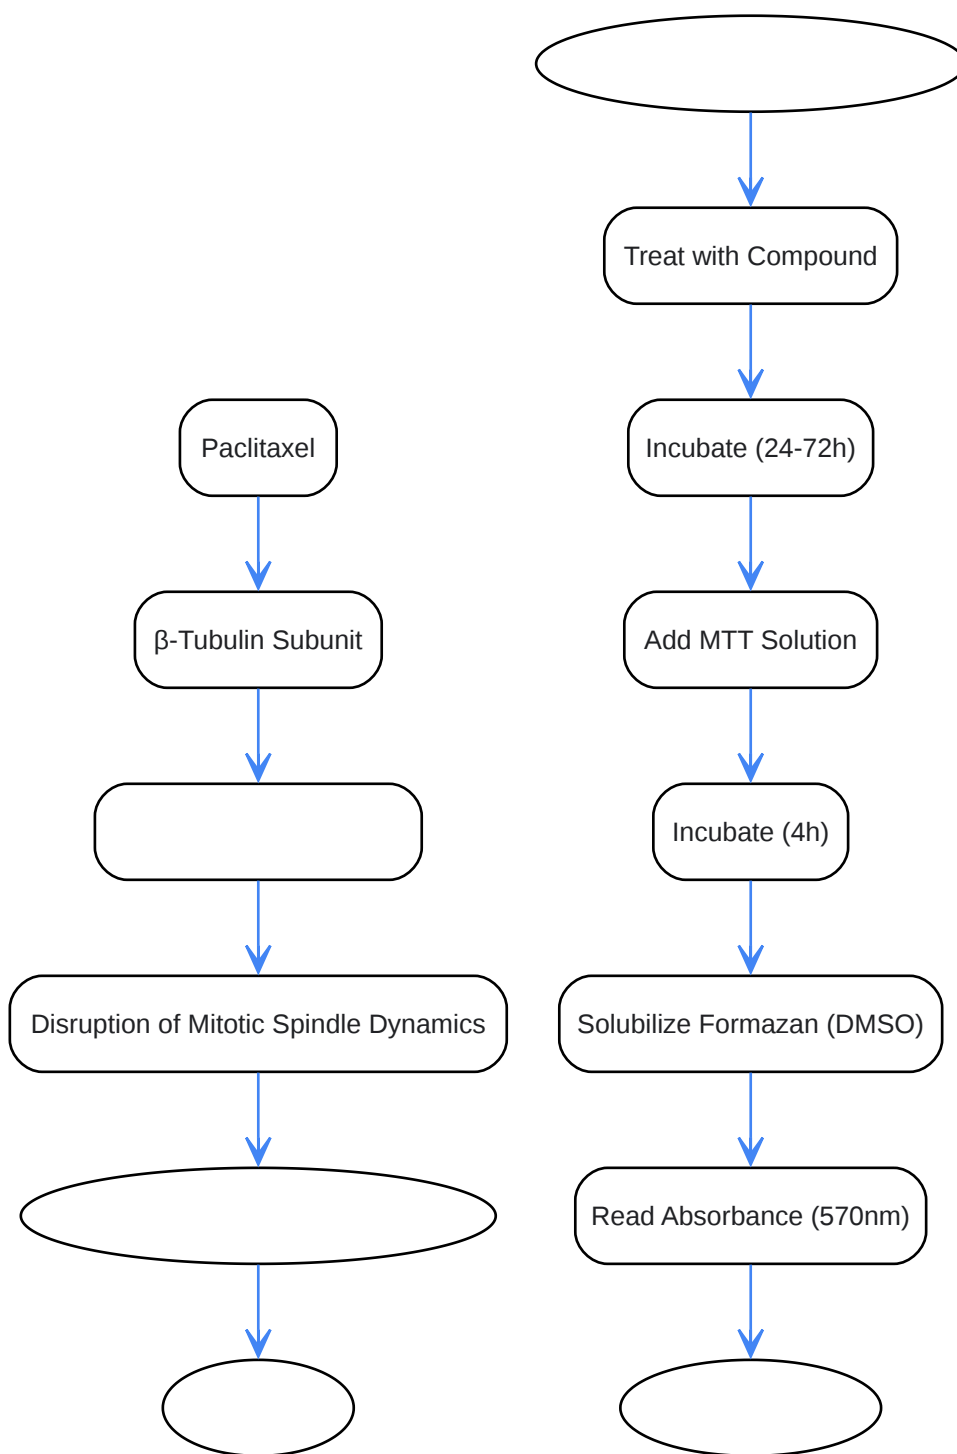 Paclitaxel
β-Tubulin Subunit
Disruption of Mitotic Spindle Dynamics
Treat with Compound
Incubate (24-72h)
Add MTT Solution
Incubate (4h)
Solubilize Formazan (DMSO)
Read Absorbance (570nm)